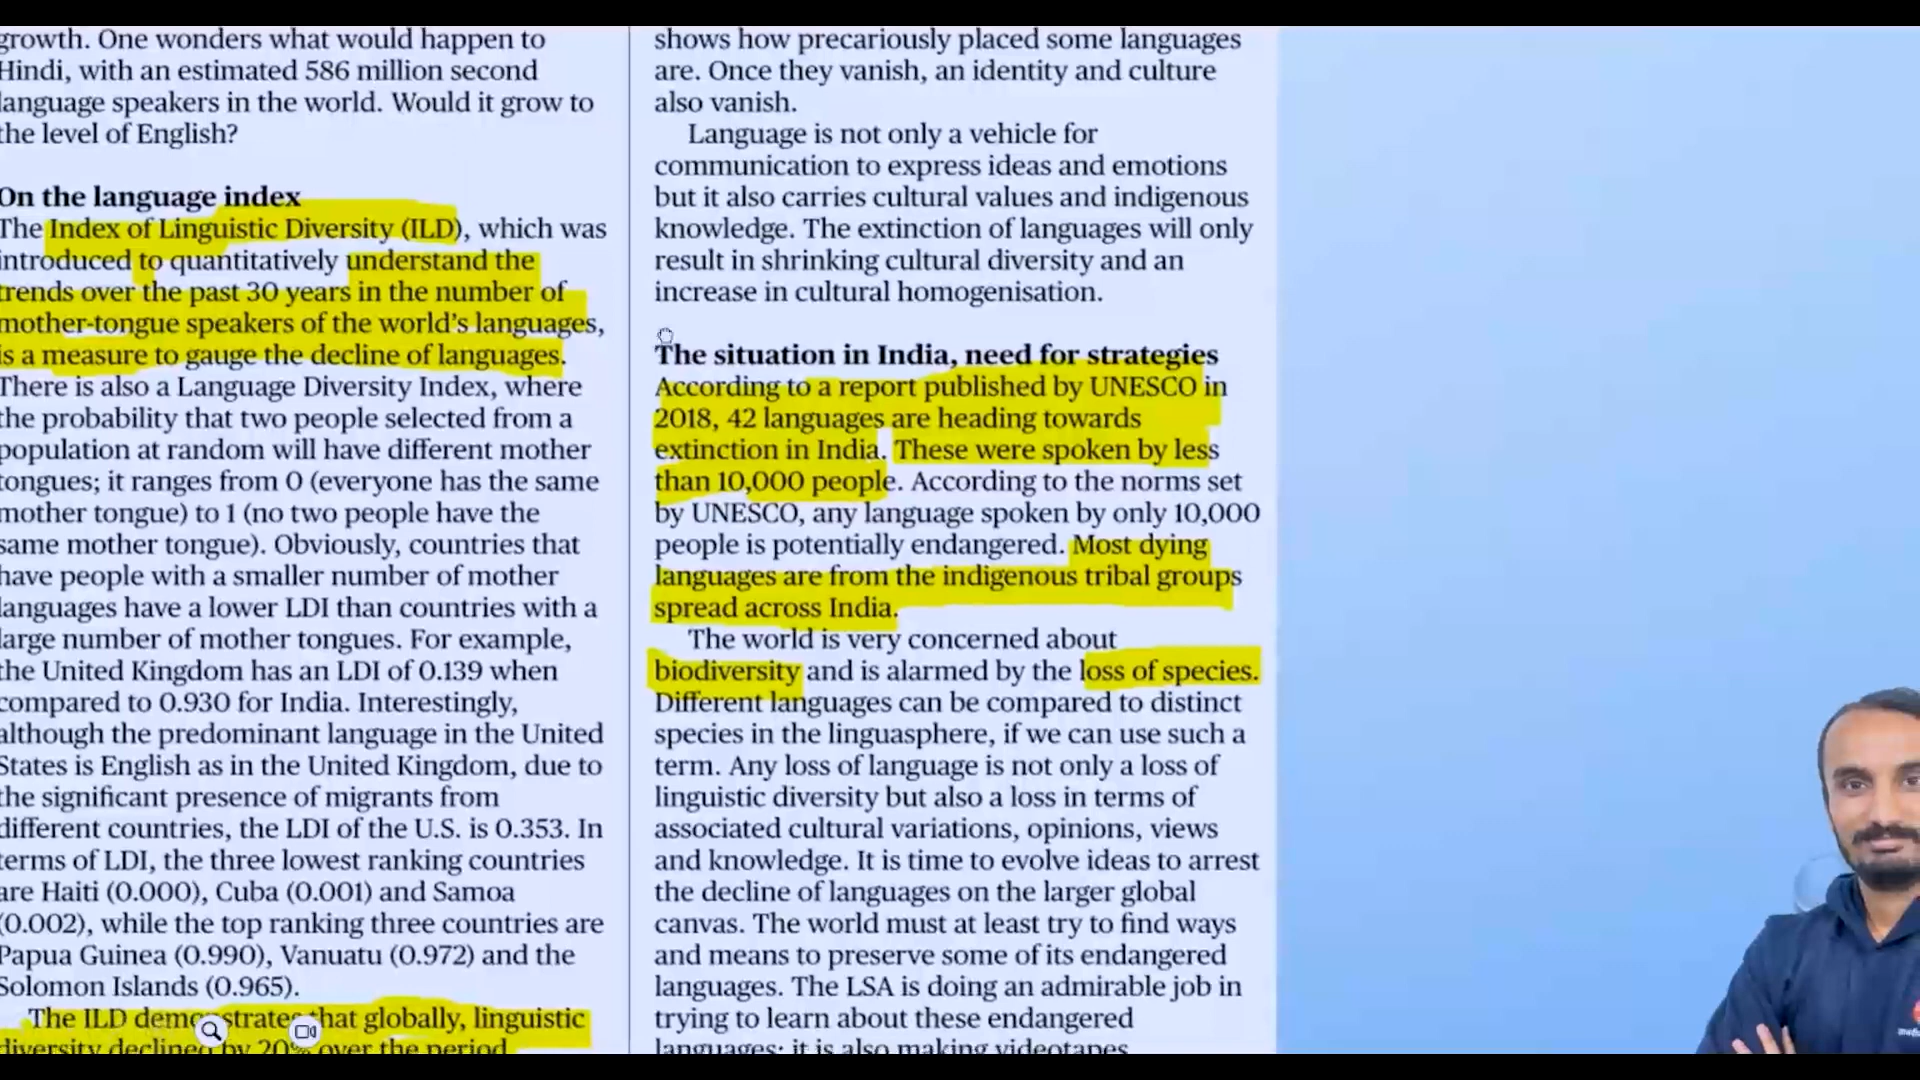 growth. One wonders what would happen to
Hindi, with an estimated 586 million second
language speakers in the world. Would it grow to
the level of English?
On the language index
The Index of Linguistic Diversity (ILD), which was
introduced to quantitatively understand the
trends over the past 30 years in the number of
mother-tongue speakers of the world's languages,
is a measure to gauge the decline of languages.
There is also a Language Diversity Index, where
the probability that two people selected from a
population at random will have different mother
tongues; it ranges from 0 (everyone has the same
mother tongue) to 1 (no two people have the
same mother tongue). Obviously, countries that
have people with a smaller number of mother
languages have a lower LDI than countries with a
large number of mother tongues. For example,
the United Kingdom has an LDI of 0.139 when
compared to 0.930 for India. Interestingly,
although the predominant language in the United
States is English as in the United Kingdom, due to
the significant presence of migrants from
different countries, the LDI of the U.S. is 0.353. In
terms of LDI, the three lowest ranking countries
are Haiti (0.000), Cuba (0.001) and Samoa
(0.002), while the top ranking three countries are
Papua Guinea (0.990), Vanuatu (0.972) and the
Solomon Islands (0.965).
The ILD demonstrates that globally, linguistic
diversity declined by 20% over the period
shows how precariously placed some languages
are. Once they vanish, an identity and culture
also vanish.
Language is not only a vehicle for
communication to express ideas and emotions
but it also carries cultural values and indigenous
knowledge. The extinction of languages will only
result in shrinking cultural diversity and an
increase in cultural homogenisation.
The situation in India, need for strategies
According to a report published by UNESCO in
2018, 42 languages are heading towards
extinction in India. These were spoken by less
than 10,000 people. According to the norms set
by UNESCO, any language spoken by only 10,000
people is potentially endangered. Most dying
languages are from the indigenous tribal groups
spread across India.
The world is very concerned about
biodiversity and is alarmed by the loss of species.
Different languages can be compared to distinct
species in the linguasphere, if we can use such a
term. Any loss of language is not only a loss of
linguistic diversity but also a loss in terms of
associated cultural variations, opinions, views
and knowledge. It is time to evolve ideas to arrest
the decline of languages on the larger global
canvas. The world must at least try to find ways
and means to preserve some of its endangered
languages. The LSA is doing an admirable job in
trying to learn about these endangered
languages; it is also making videotapes,